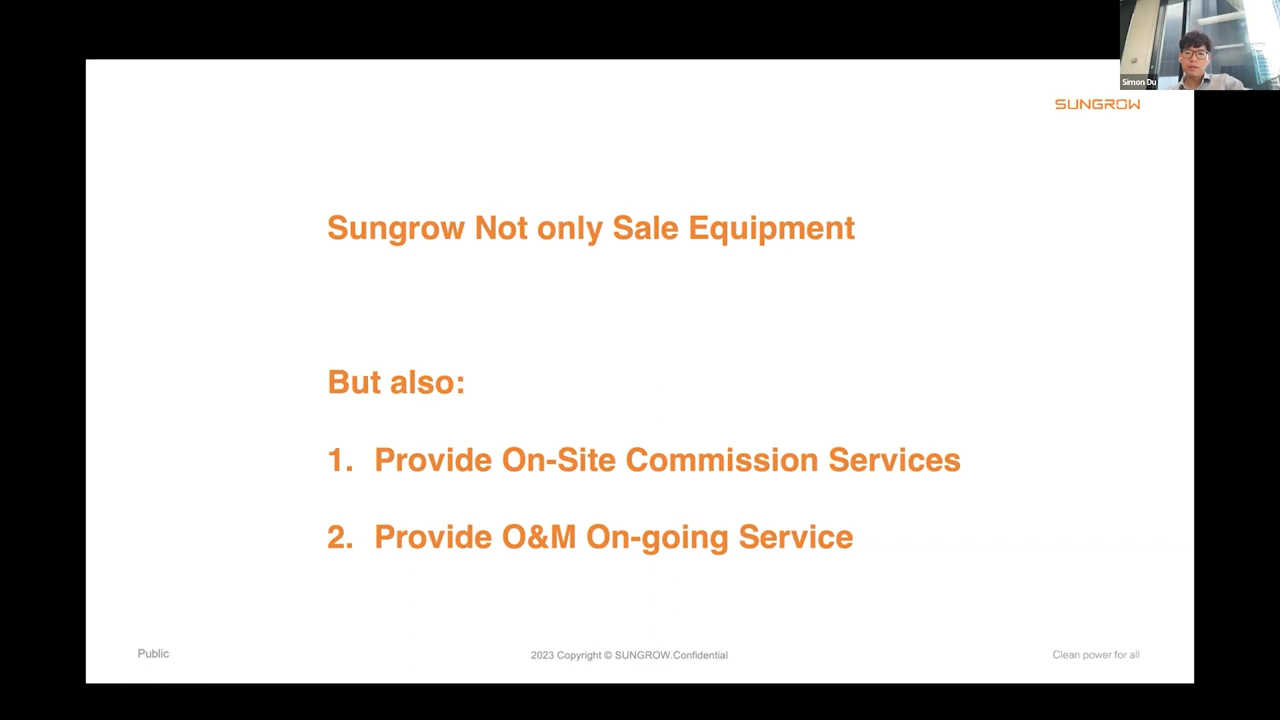 Simon Du
SUNGROW
Sungrow Not only Sale Equipment
But also:
1. Provide On-Site Commission Services
2. Provide O&M On-going Service
Public
2023 Copyright © SUNGROW.Confidential
Clean power for all